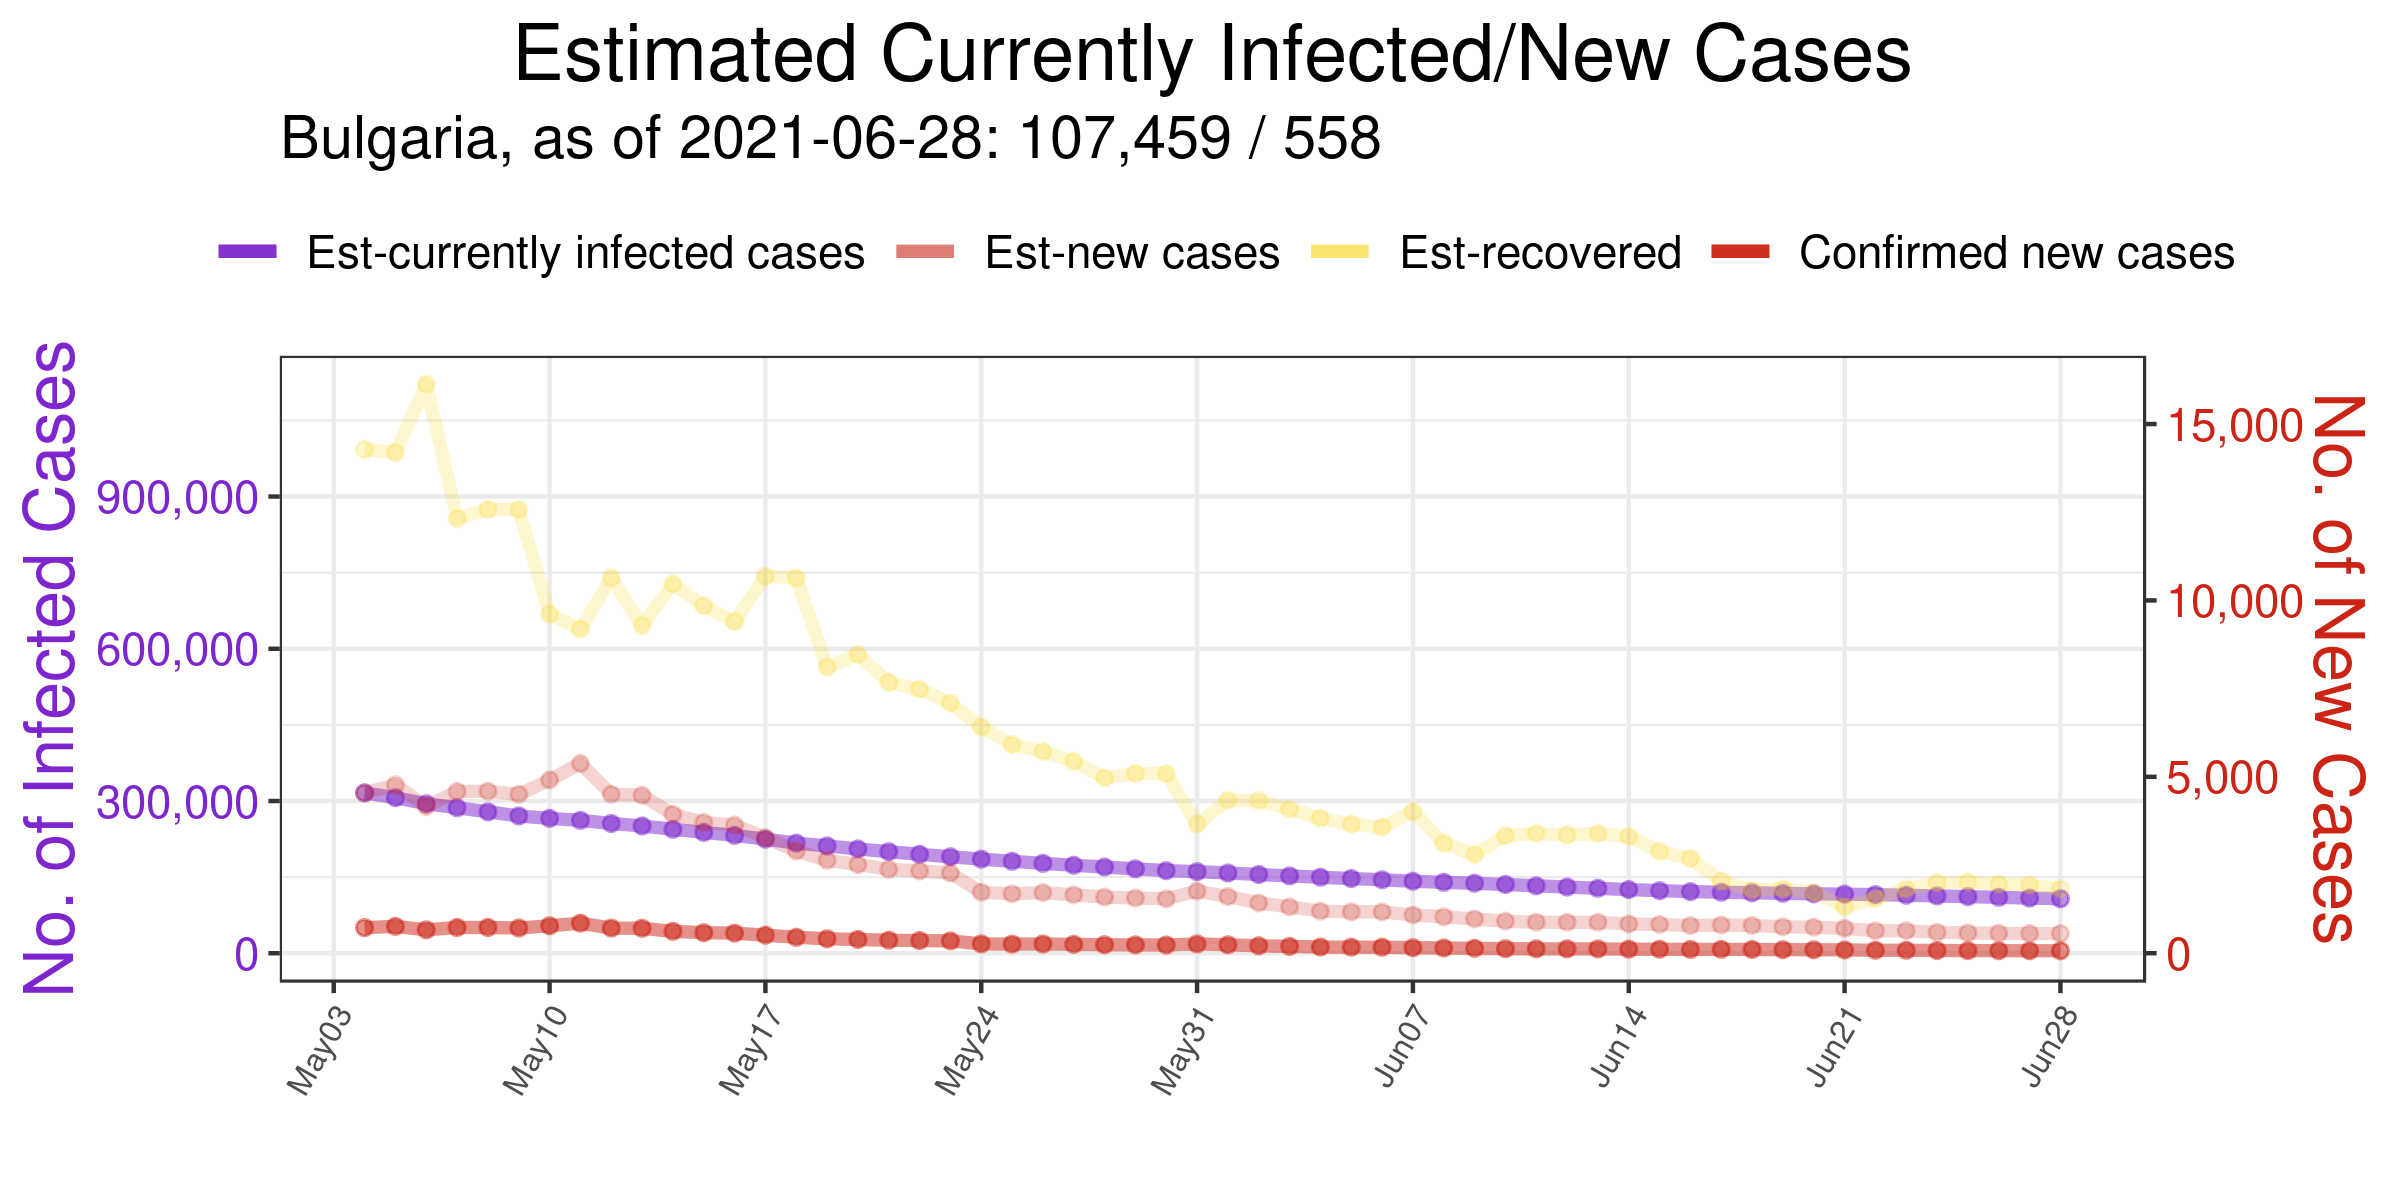 Estimated Currently Infected/New Cases
Bulgaria, as of 2021-06-28: 107,459 / 558
Est-currently infected cases Est-new cases Est-recovered Confirmed new cases
No. of Infected Cases
900,000
600,000
300,000
0
15,000
10,000
5,000
0
No. of New Cases
May03 May10 May17 May24 May31 Jun07 Jun14 Jun21 Jun28